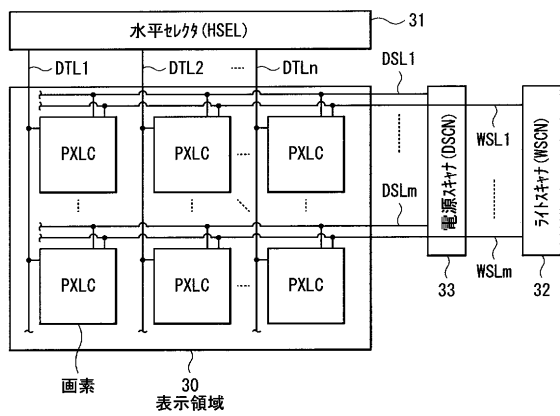 水平セレクタ(HSEL)
31
DTL1
DTL2
DTLn
DSL1
PXLC
PXLC
PXLC
WSL1
電源スキャナ(DSCN)
ライトスキャナ(WSCN)
DSLm
PXLC
PXLC
PXLC
WSLm
33
32
画素
30
表示領域